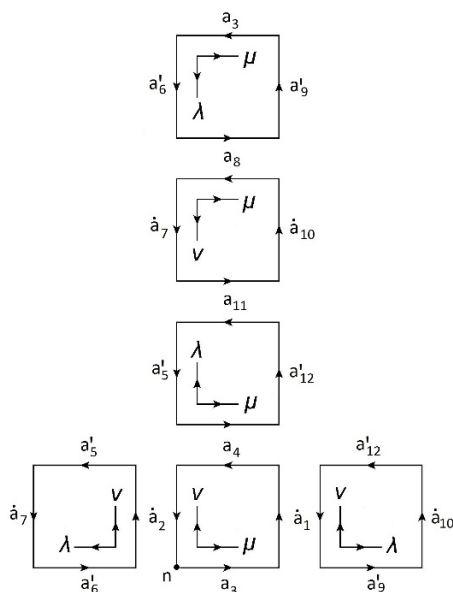 a₃
a'₆ μ a'₉
λ
a₈
ȧ₇ μ ȧ₁₀
ν
a₁₁
a'₅ λ a'₁₂
μ
a'₅ a₄ a'₁₂
ȧ₇ ν ȧ₂ ν ȧ₁ ν ȧ₁₀
λ μ λ
n
a'₆ a₃ a'₉